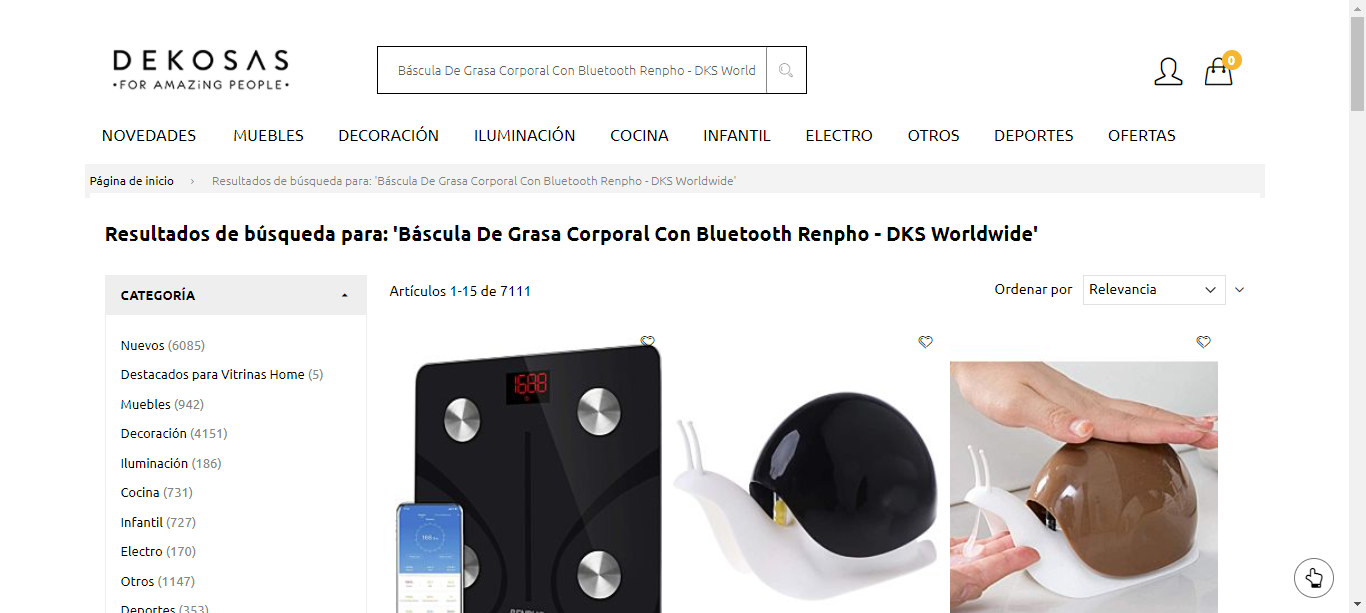 DEKOSAS
•FOR AMAZiNG PEOPLE•
Báscula De Grasa Corporal Con Bluetooth Renpho - DKS World
0
NOVEDADES MUEBLES DECORACIÓN ILUMINACIÓN COCINA INFANTIL ELECTRO OTROS DEPORTES OFERTAS
Página de inicio › Resultados de búsqueda para: 'Báscula De Grasa Corporal Con Bluetooth Renpho - DKS Worldwide'
Resultados de búsqueda para: 'Báscula De Grasa Corporal Con Bluetooth Renpho - DKS Worldwide'
CATEGORÍA
Artículos 1-15 de 7111
Ordenar por Relevancia
Nuevos (6085)
Destacados para Vitrinas Home (5)
Muebles (942)
Decoración (4151)
Iluminación (186)
Cocina (731)
Infantil (727)
Electro (170)
Otros (1147)
Deportes (353)
168.8
RENPHO